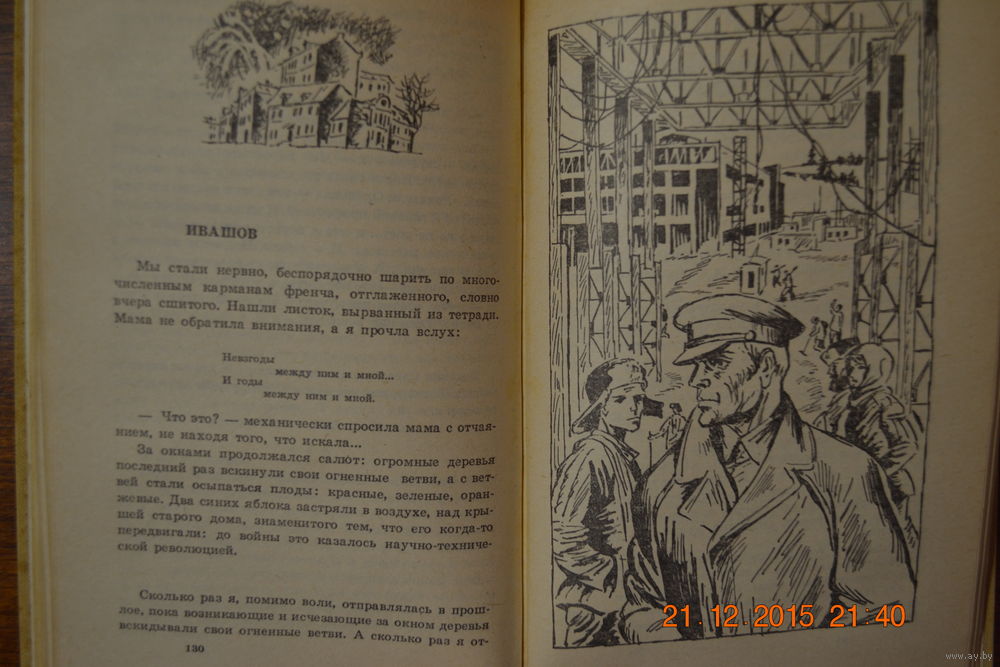 ИВАШОВ
Мы стали нервно, беспорядочно шарить по много-
численным карманам френча, отглаженного, словно
вчера сшитого. Нашли листок, вырванный из тетради.
Мама не обратила внимания, а я прочла вслух:
Невзгоды
между ним и мной...
И годы
между ним и мной.
— Что это? — механически спросила мама с отчая-
нием, не находя того, что искала...
За окнами продолжался салют: огромные деревья
последний раз вскинули свои огненные ветви, а с вет-
вей стали осыпаться плоды: красные, зеленые, оран-
жевые. Два синих яблока застряли в воздухе, над кры-
шей старого дома, знаменитого тем, что его когда-то
передвигали: до войны это казалось научно-техниче-
ской революцией.
Сколько раз я, помимо воли, отправлялась в прош-
лое, пока возникающие и исчезающие за окном деревья
вскидывали свои огненные ветви. А сколько раз я от-
130
21.12.2015 21:40
www.ay.by